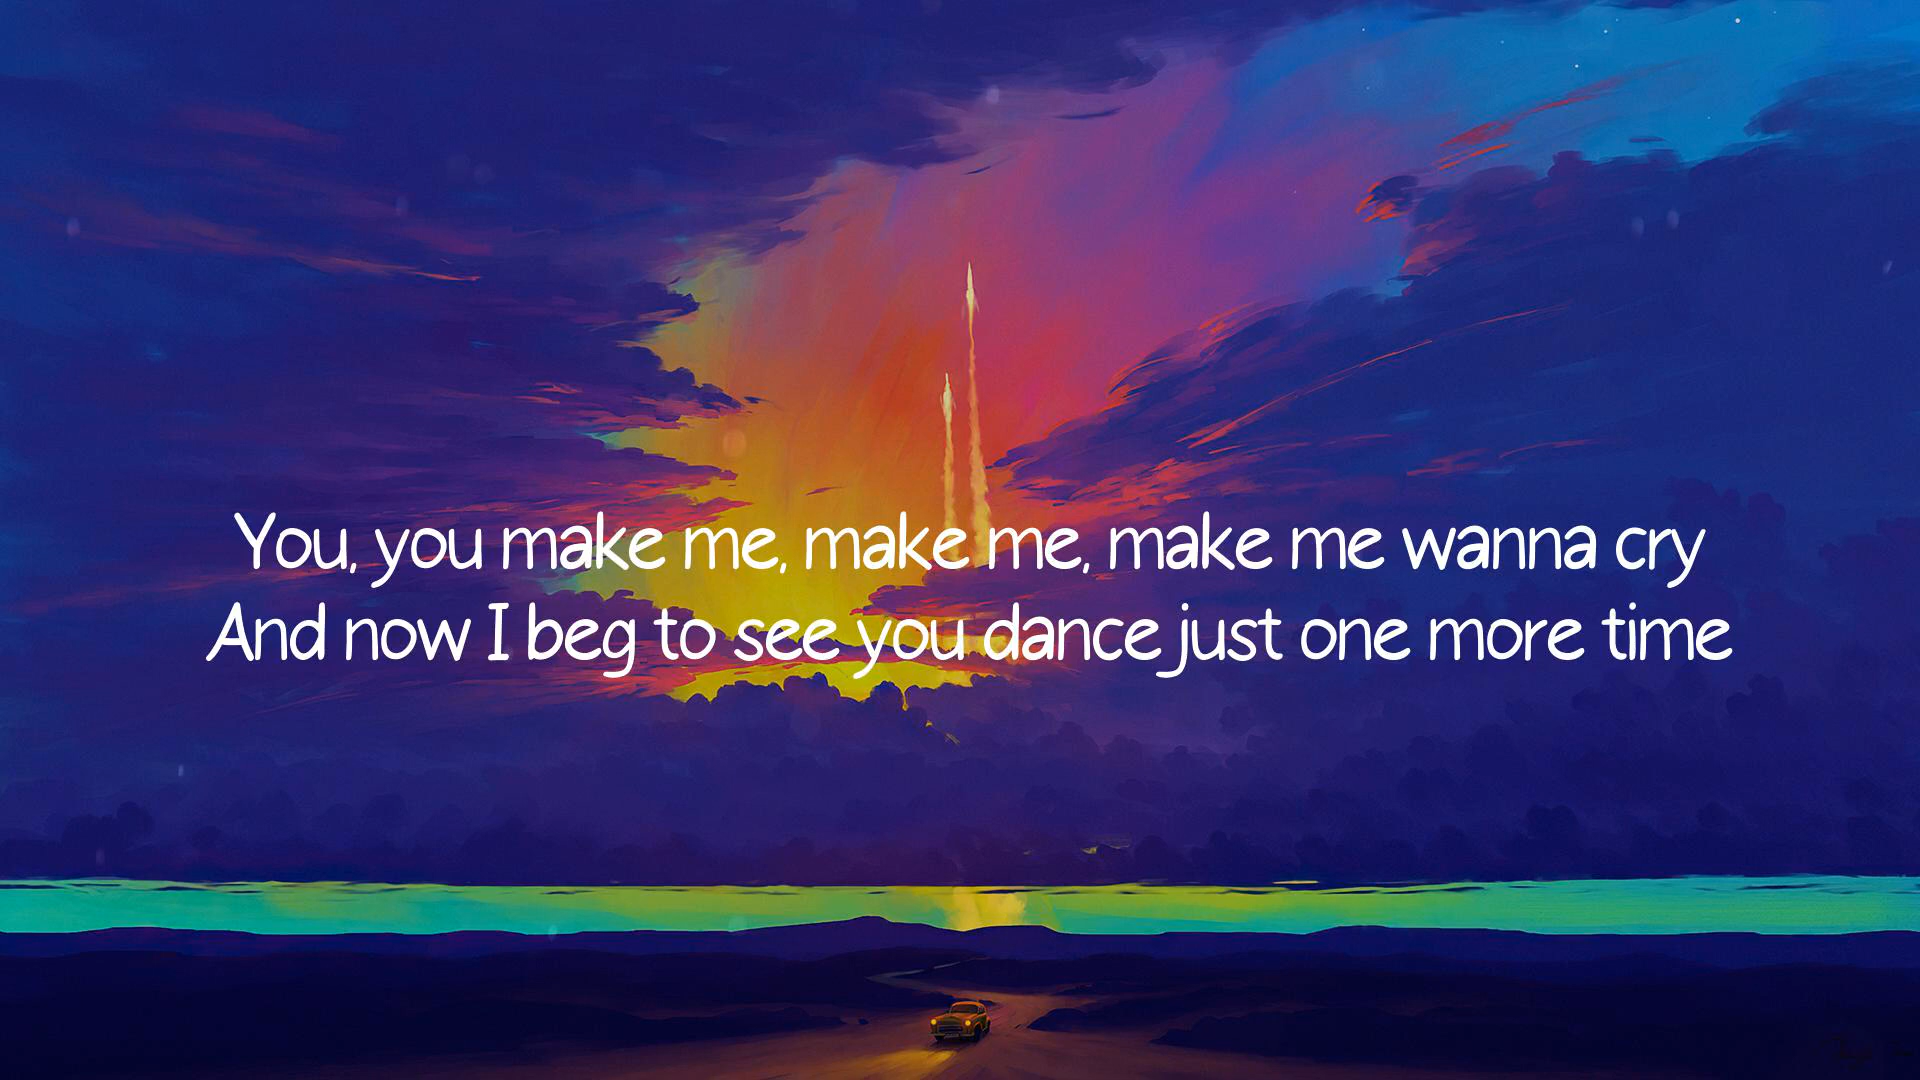 You, you make me, make me, make me wanna cry
And now I beg to see you dance just one more time